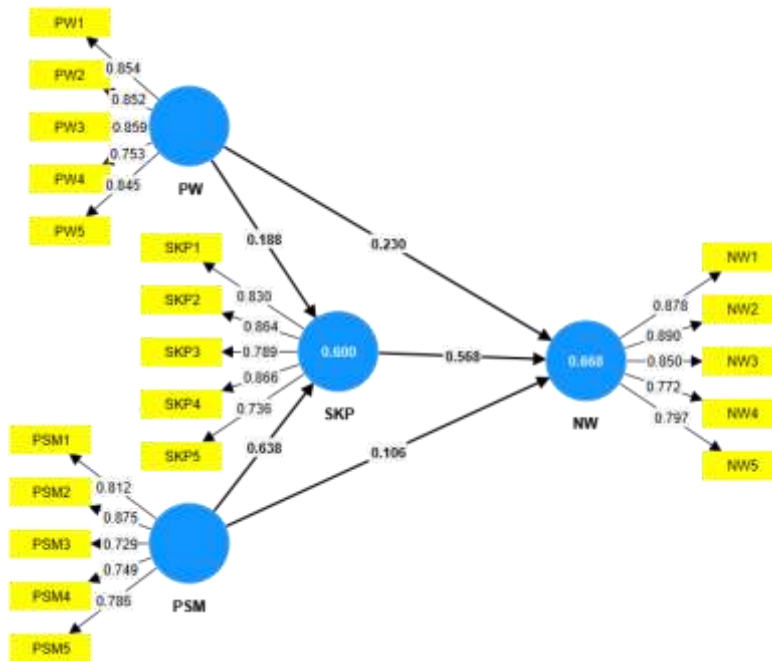 PW1
PW2
PW3
PW4
PW5
0.854
0.852
0.859
0.753
0.845
PW
0.188
0.230
SKP1
SKP2
SKP3
SKP4
SKP5
0.830
0.864
0.789
0.866
0.736
0.600
SKP
0.568
0.668
NW
0.878
0.890
0.850
0.772
0.797
NW1
NW2
NW3
NW4
NW5
0.638
0.106
PSM1
PSM2
PSM3
PSM4
PSM5
0.812
0.875
0.729
0.749
0.786
PSM